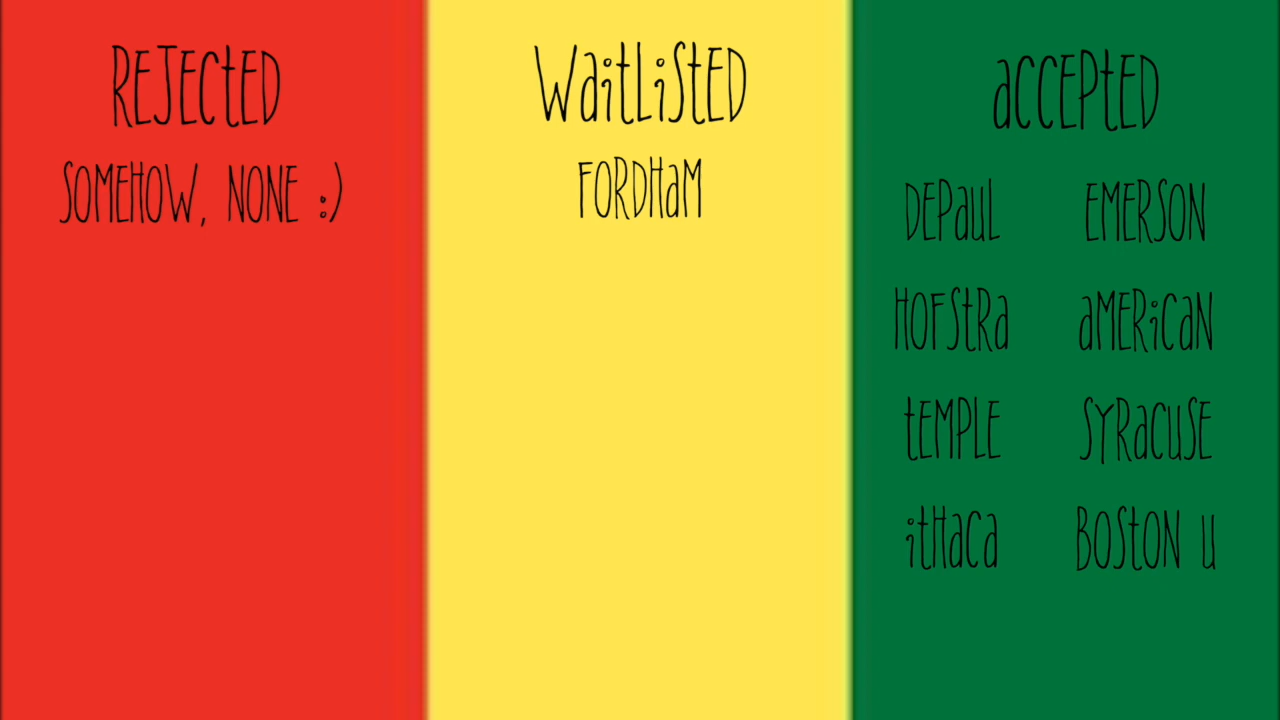 REJECTED
SOMEHOW, NONE :)
WaitListED
FORDHaM
aCCEPtED
DEPauL EMERSON
HOFStRa aMERiCaN
tEMPLE SYRaCuSE
itHaCa BOStON u